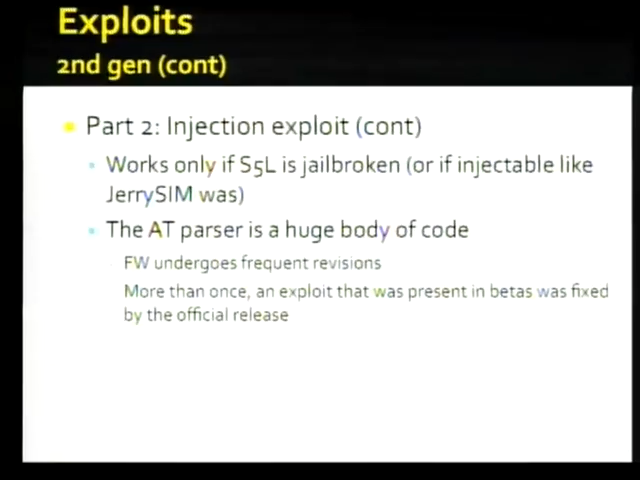 Exploits
2nd gen (cont)
Part 2: Injection exploit (cont)
Works only if S5L is jailbroken (or if injectable like
JerrySIM was)
The AT parser is a huge body of code
FW undergoes frequent revisions
More than once, an exploit that was present in betas was fixed
by the official release